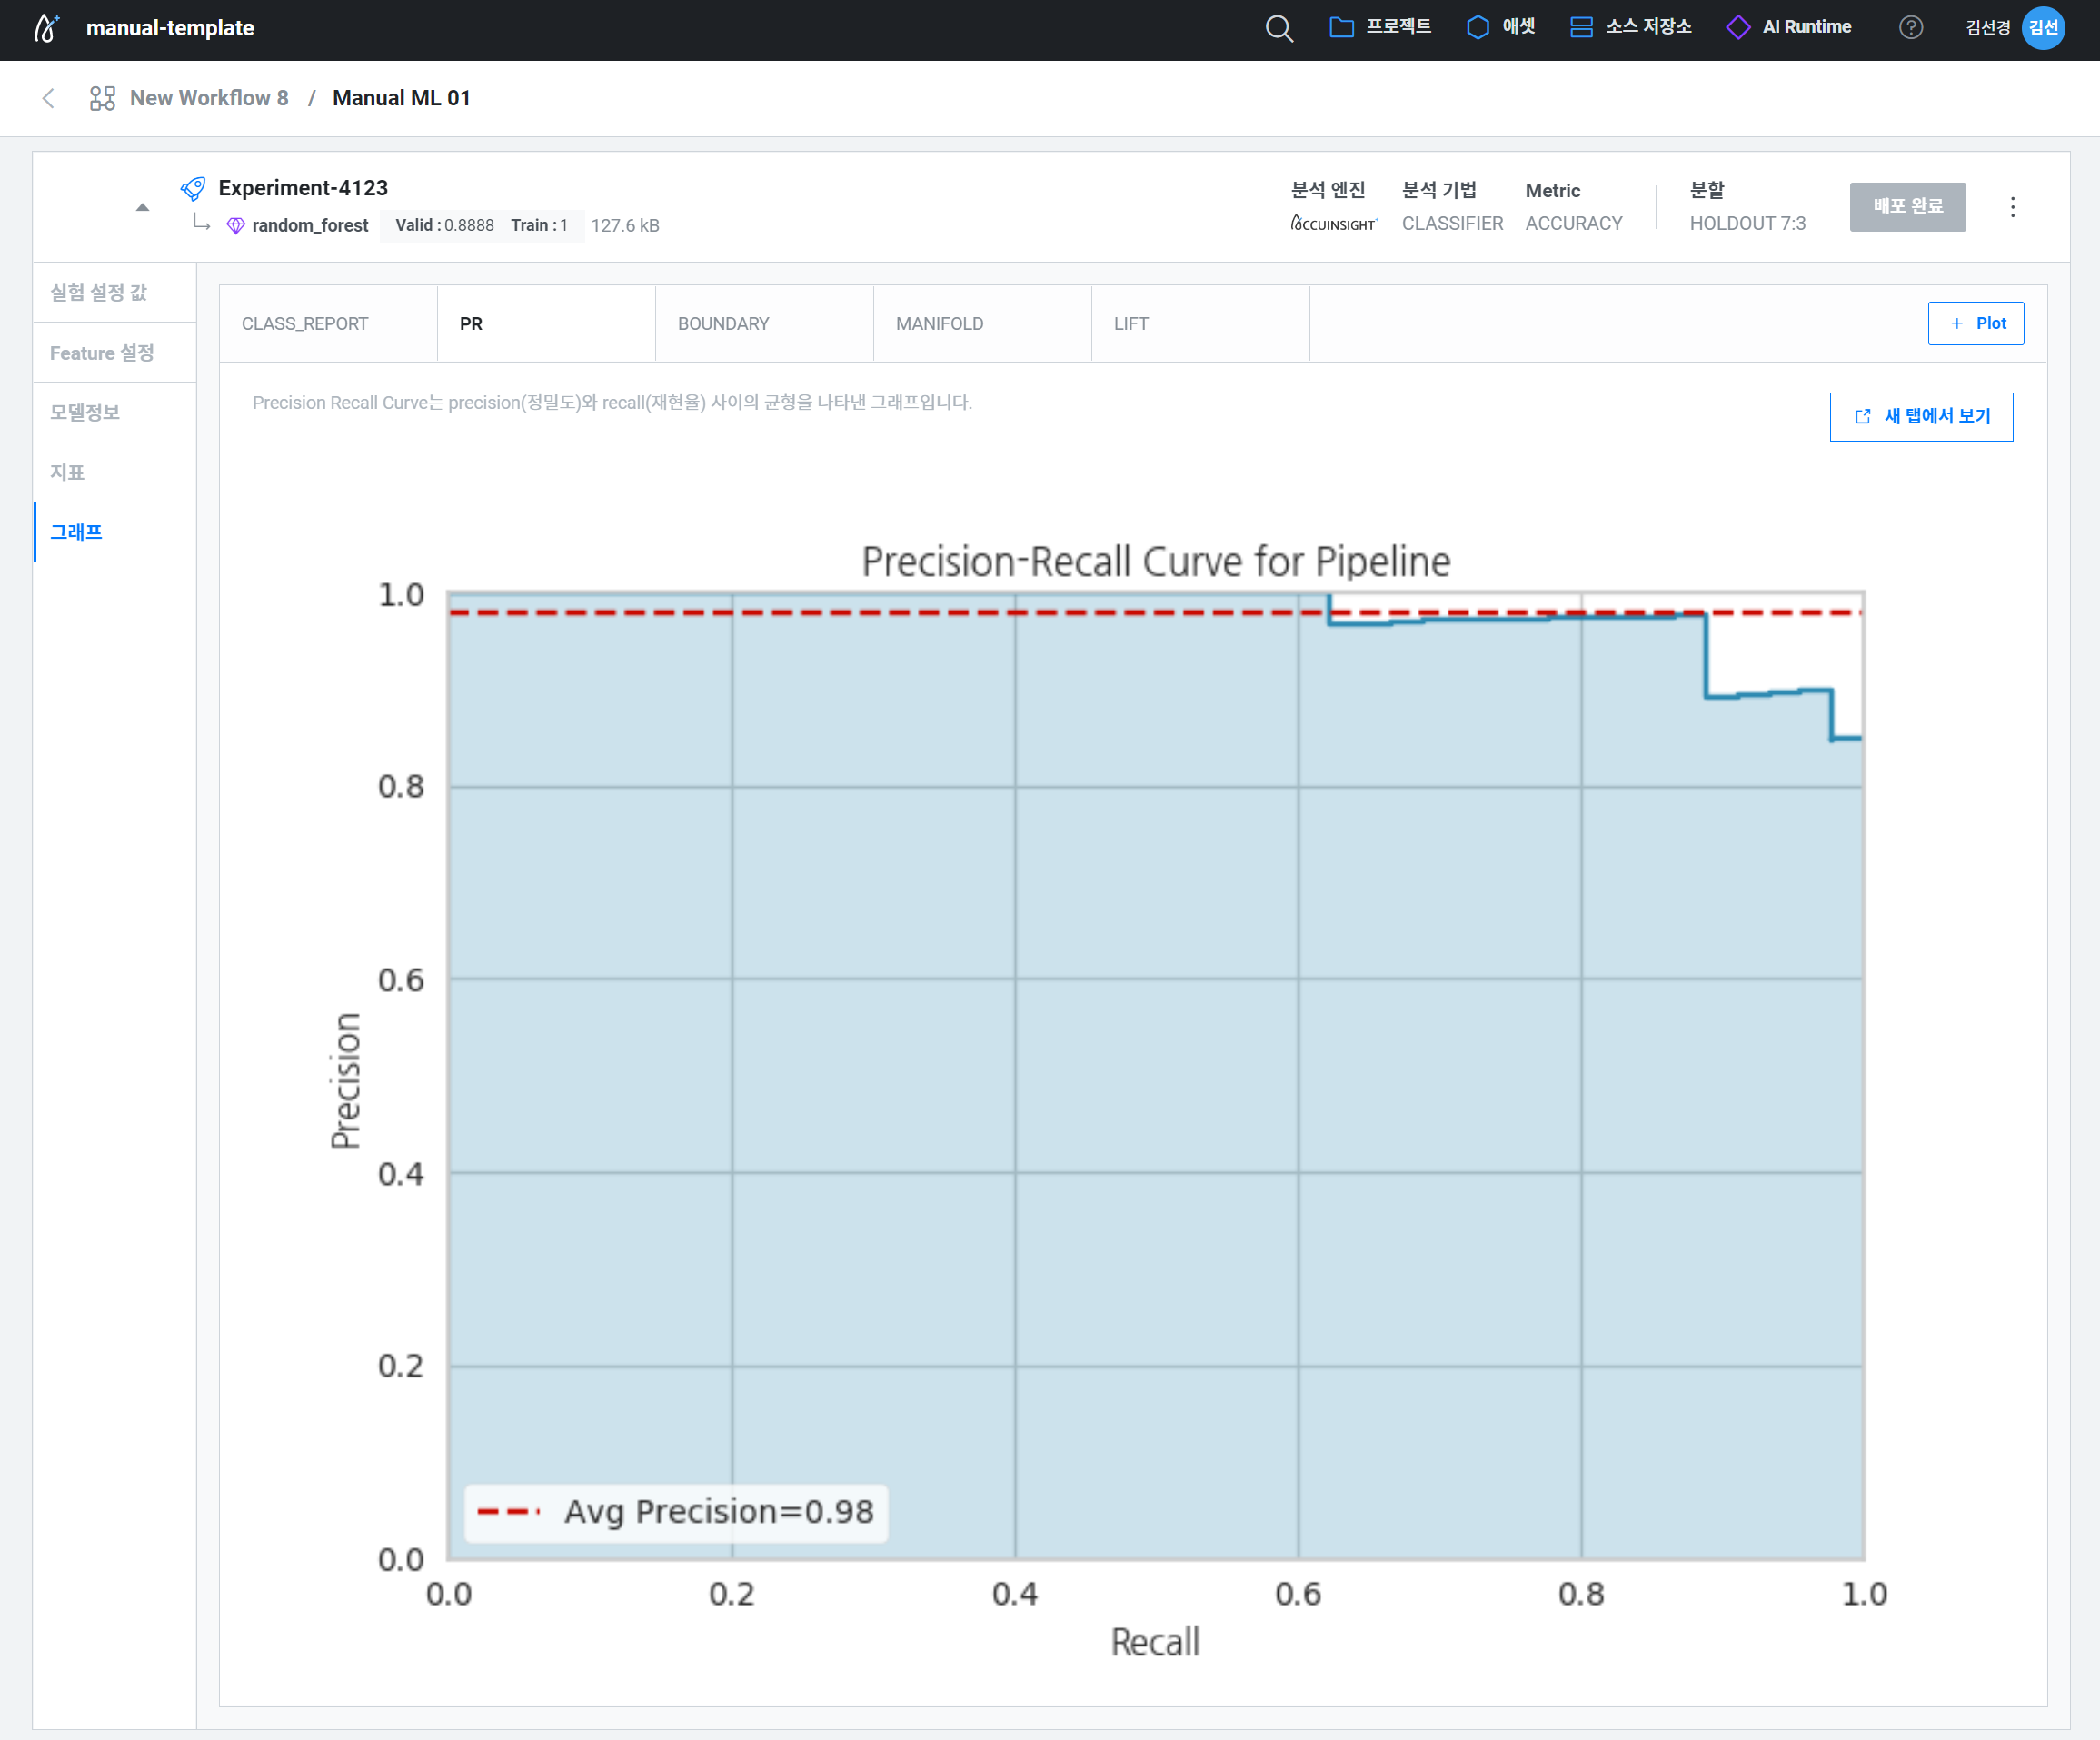 manual-template
프로젝트 애셋 소스 저장소 AI Runtime ? 김선경 김선
New Workflow 8 / Manual ML 01
Experiment-4123
random_forest Valid : 0.8888 Train : 1 127.6 kB
분석 엔진 분석 기법 Metric 분할
ACCUINSIGHT+ CLASSIFIER ACCURACY HOLDOUT 7:3
배포 완료
실험 설정 값
Feature 설정
모델정보
지표
그래프
CLASS_REPORT PR BOUNDARY MANIFOLD LIFT
+ Plot
Precision Recall Curve는 precision(정밀도)와 recall(재현율) 사이의 균형을 나타낸 그래프입니다.
새 탭에서 보기
Precision-Recall Curve for Pipeline
1.0
0.8
0.6
0.4
0.2
0.0
Precision
Avg Precision=0.98
0.0 0.2 0.4 0.6 0.8 1.0
Recall